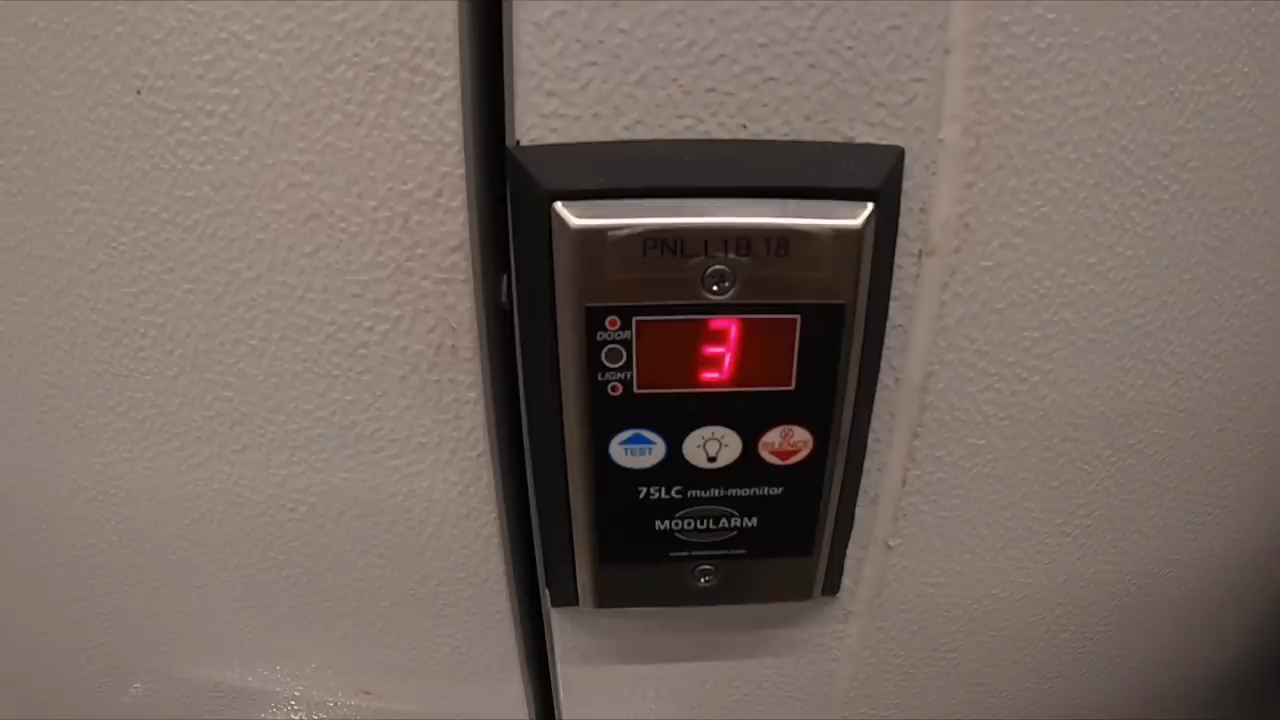 PNL.L1B.18
DOOR
3
LIGHT
TEST
SILENCE
75LC multi-monitor
MODULARM